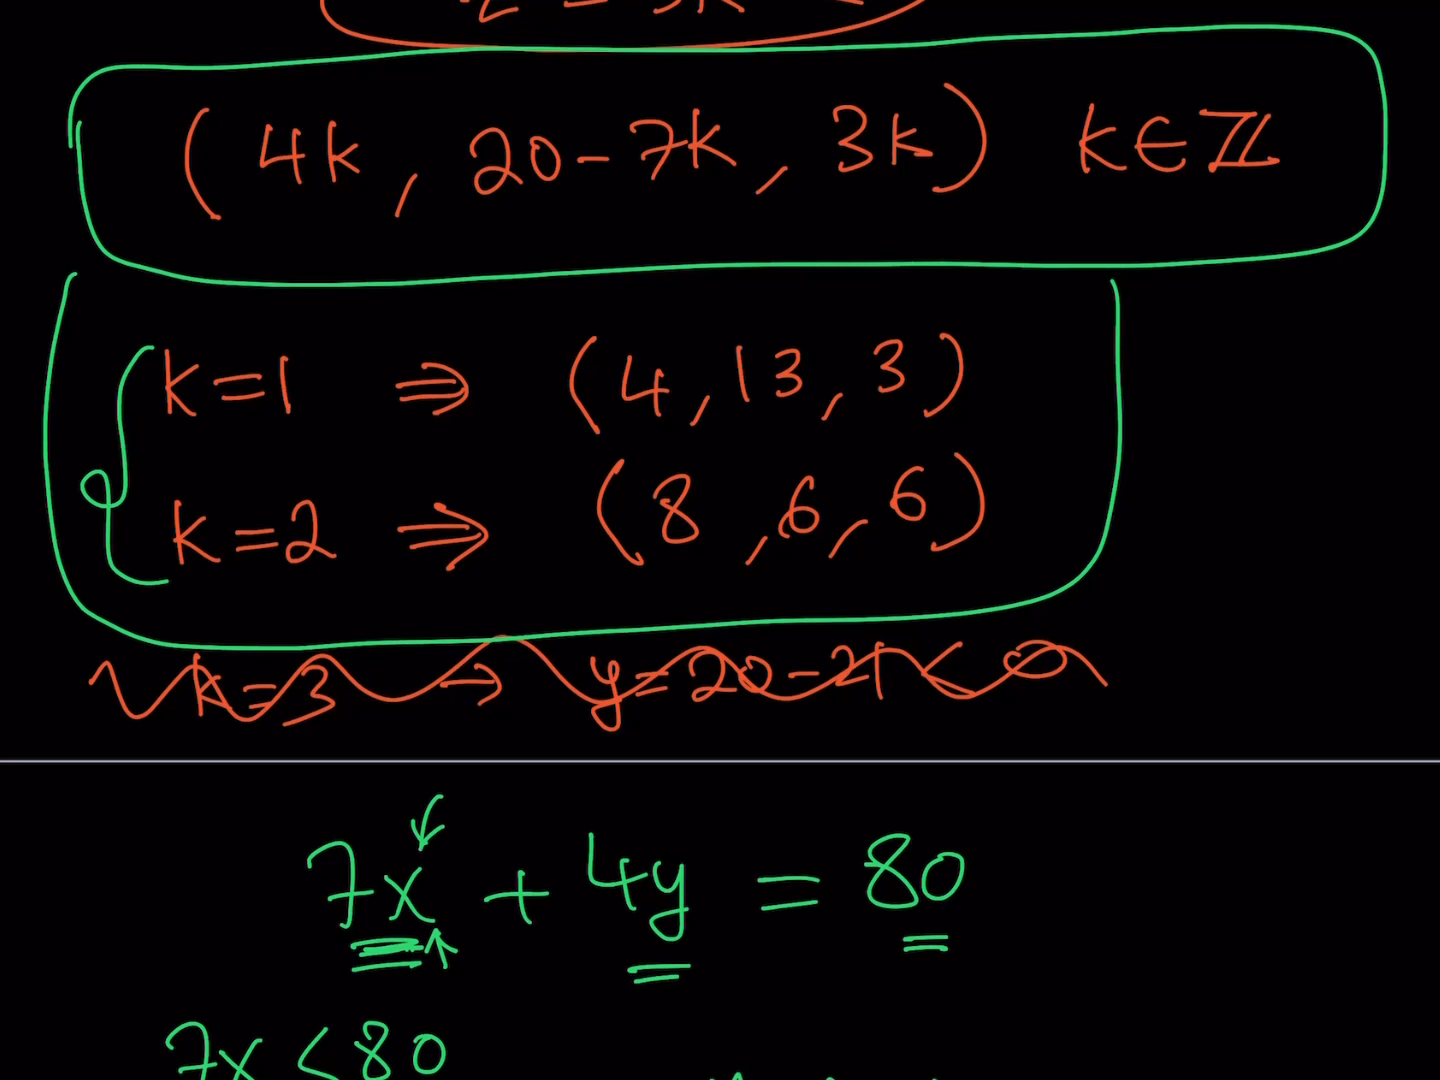 (4k, 20-7k, 3k) k∈ℤ
k=1 ⇒ (4, 13, 3)
k=2 ⇒ (8, 6, 6)
k=3 → y=20-21<0
7x + 4y = 80
7x < 80